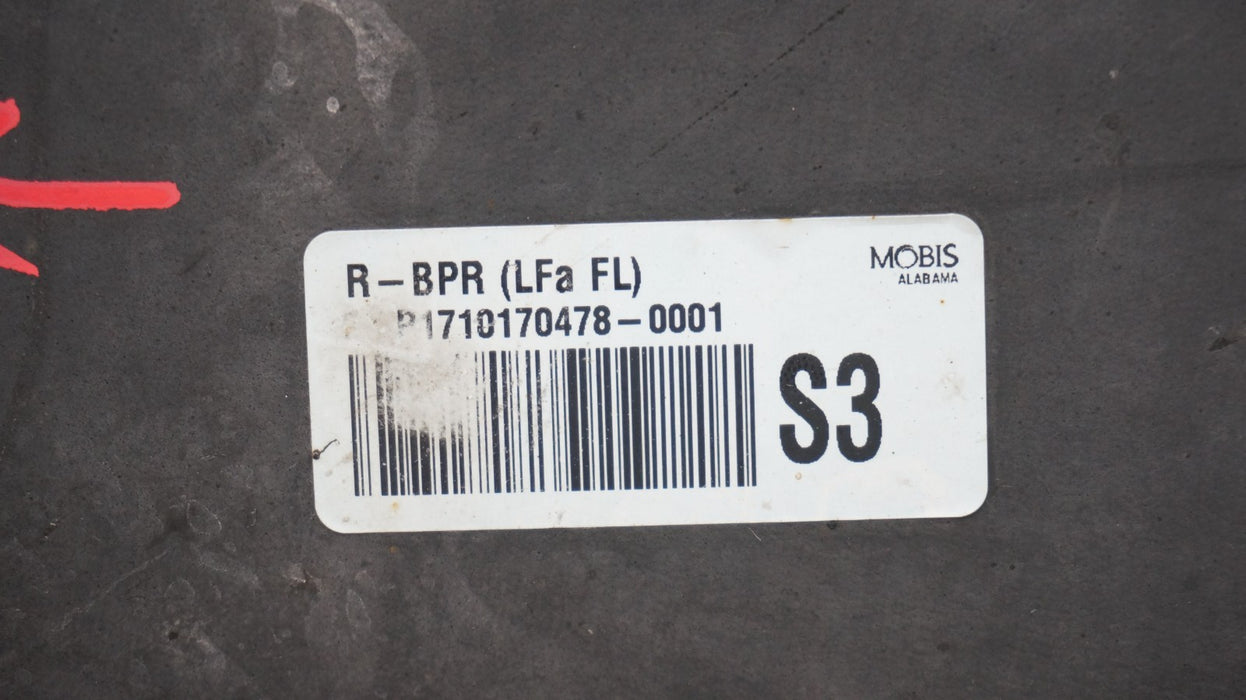 R-BPR (LFa FL)
P1710170478-0001
S3
MOBIS
ALABAMA